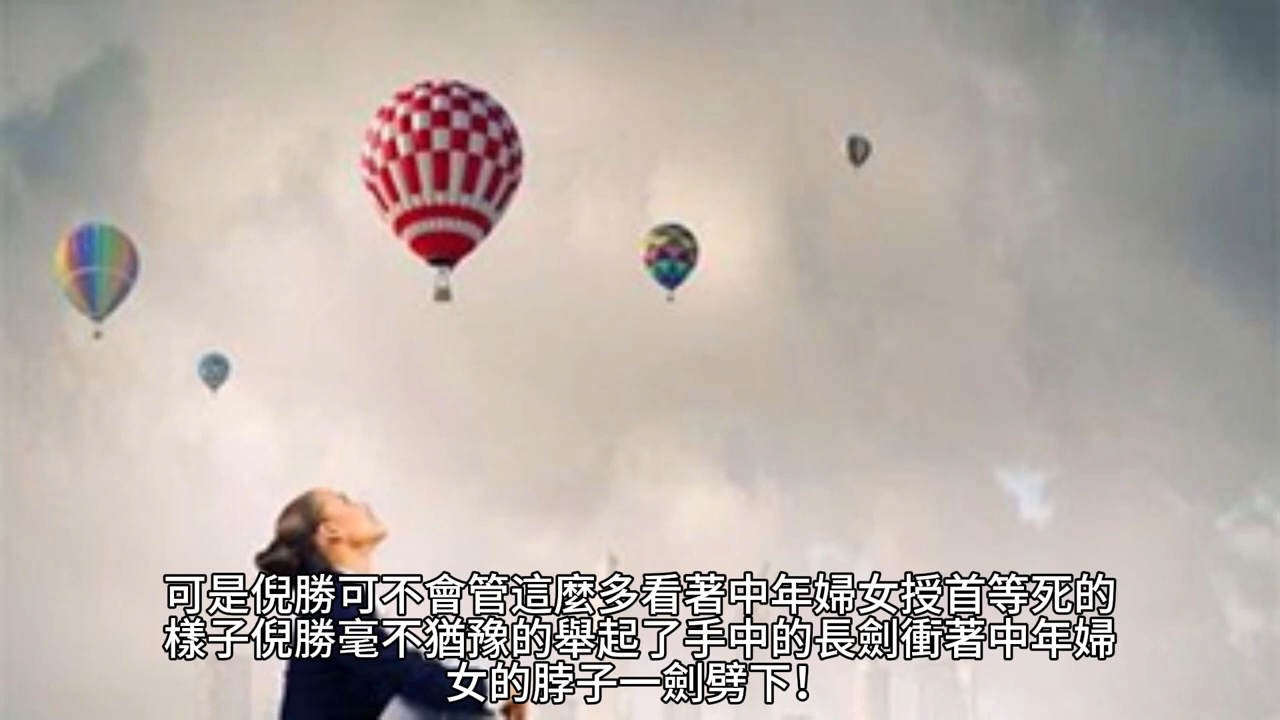 可是倪勝可不會管這麼多看著中年婦女授首等死的
樣子倪勝毫不猶豫的舉起了手中的長劍衝著中年婦
女的脖子一劍劈下!